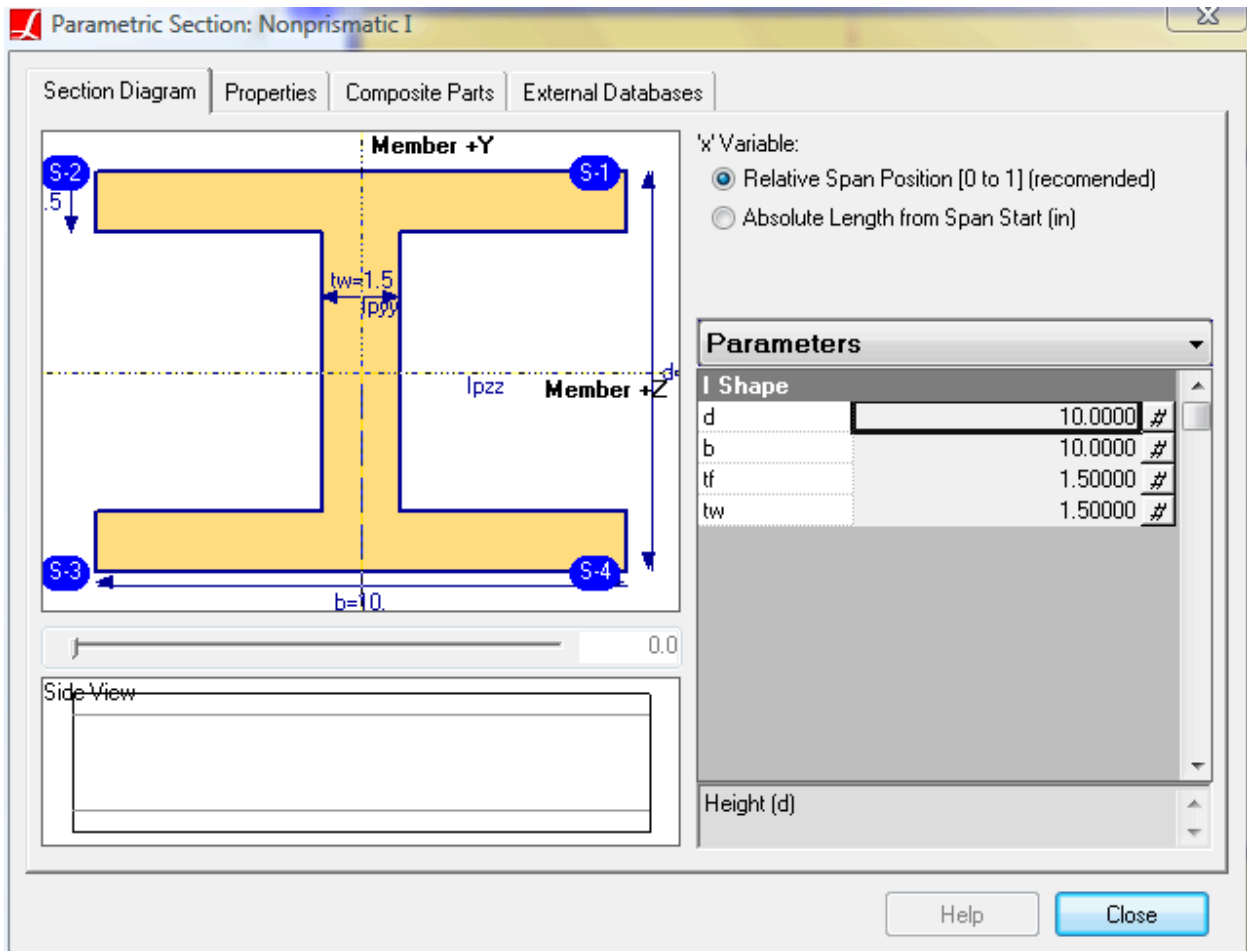 Parametric Section: Nonprismatic I
Section Diagram
Properties
Composite Parts
External Databases
Member +Y
S-2
S-1
.5
tw=1.5
Ipyy
Ipzz
Member +Z
d=
S-3
S-4
b=10.
0.0
Side View
'x' Variable:
Relative Span Position [0 to 1] (recomended)
Absolute Length from Span Start (in)
Parameters
I Shape
d 10.0000 #
b 10.0000 #
tf 1.50000 #
tw 1.50000 #
Height (d)
Help
Close